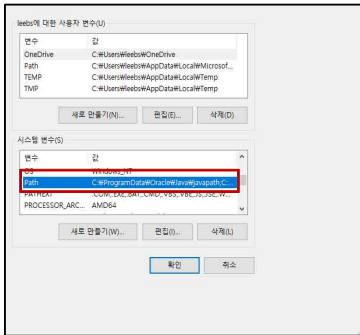 leebs에 대한 사용자 변수(U)
변수 값
OneDrive C:₩Users₩leebs₩OneDrive
Path C:₩Users₩leebs₩AppData₩Local₩Microsof...
TEMP C:₩Users₩leebs₩AppData₩Local₩Temp
TMP C:₩Users₩leebs₩AppData₩Local₩Temp
새로 만들기(N)... 편집(E)... 삭제(D)
시스템 변수(S)
변수 값
OS Windows_NT
Path C:₩ProgramData₩Oracle₩Java₩javapath;C:...
PATHEXT .COM;.EXE;.BAT;.CMD;.VBS;.VBE;.JS;.JSE;.W...
PROCESSOR_ARC... AMD64
새로 만들기(W)... 편집(I)... 삭제(L)
확인 취소